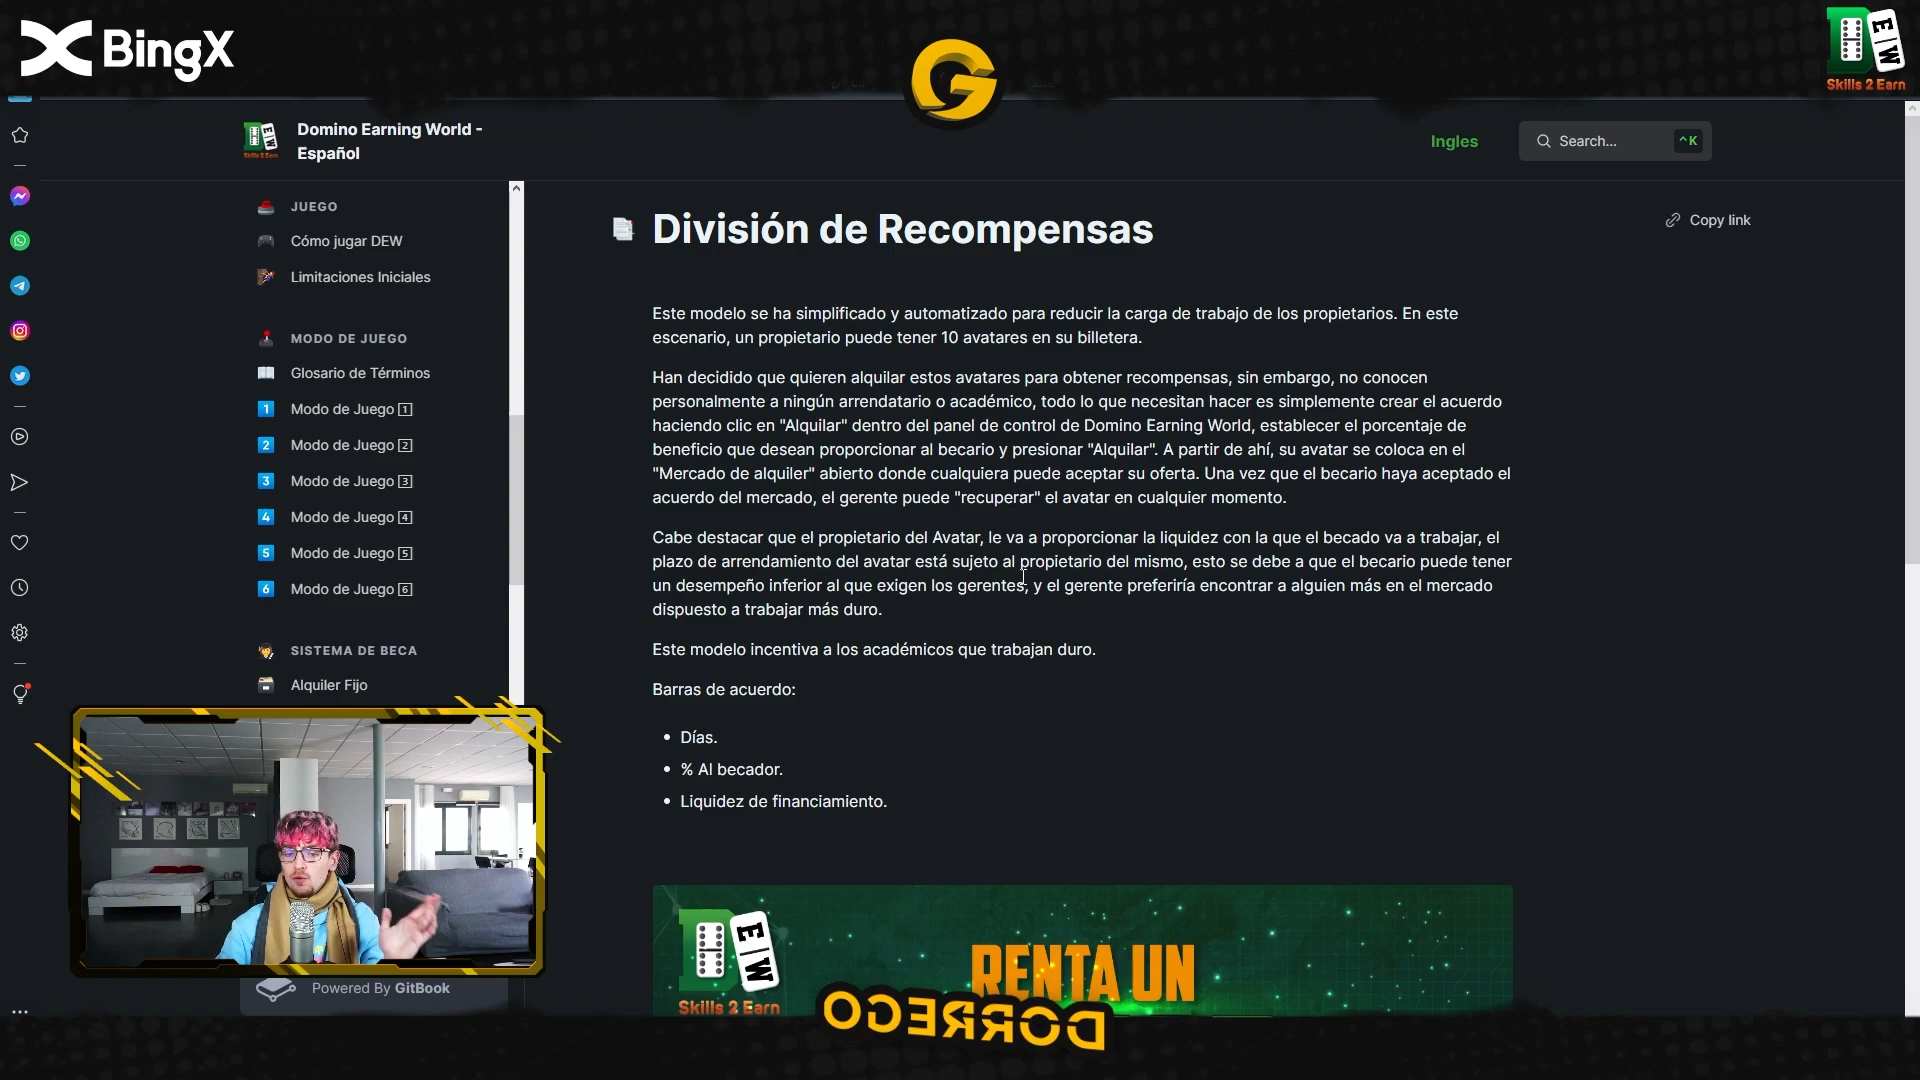 BingX
G
E W
Skills 2 Earn
Domino Earning World -
Español
Ingles
Search...
^K
JUEGO
Cómo jugar DEW
Limitaciones Iniciales
MODO DE JUEGO
Glosario de Términos
1 Modo de Juego 1
2 Modo de Juego 2
3 Modo de Juego 3
4 Modo de Juego 4
5 Modo de Juego 5
6 Modo de Juego 6
SISTEMA DE BECA
Alquiler Fijo
Powered By GitBook
División de Recompensas
Copy link
Este modelo se ha simplificado y automatizado para reducir la carga de trabajo de los propietarios. En este
escenario, un propietario puede tener 10 avatares en su billetera.
Han decidido que quieren alquilar estos avatares para obtener recompensas, sin embargo, no conocen
personalmente a ningún arrendatario o académico, todo lo que necesitan hacer es simplemente crear el acuerdo
haciendo clic en "Alquilar" dentro del panel de control de Domino Earning World, establecer el porcentaje de
beneficio que desean proporcionar al becario y presionar "Alquilar". A partir de ahí, su avatar se coloca en el
"Mercado de alquiler" abierto donde cualquiera puede aceptar su oferta. Una vez que el becario haya aceptado el
acuerdo del mercado, el gerente puede "recuperar" el avatar en cualquier momento.
Cabe destacar que el propietario del Avatar, le va a proporcionar la liquidez con la que el becado va a trabajar, el
plazo de arrendamiento del avatar está sujeto al propietario del mismo, esto se debe a que el becario puede tener
un desempeño inferior al que exigen los gerentes, y el gerente preferiría encontrar a alguien más en el mercado
dispuesto a trabajar más duro.
Este modelo incentiva a los académicos que trabajan duro.
Barras de acuerdo:
• Días.
• % Al becador.
• Liquidez de financiamiento.
E W
Skills 2 Earn
RENTA UN
DORREGO